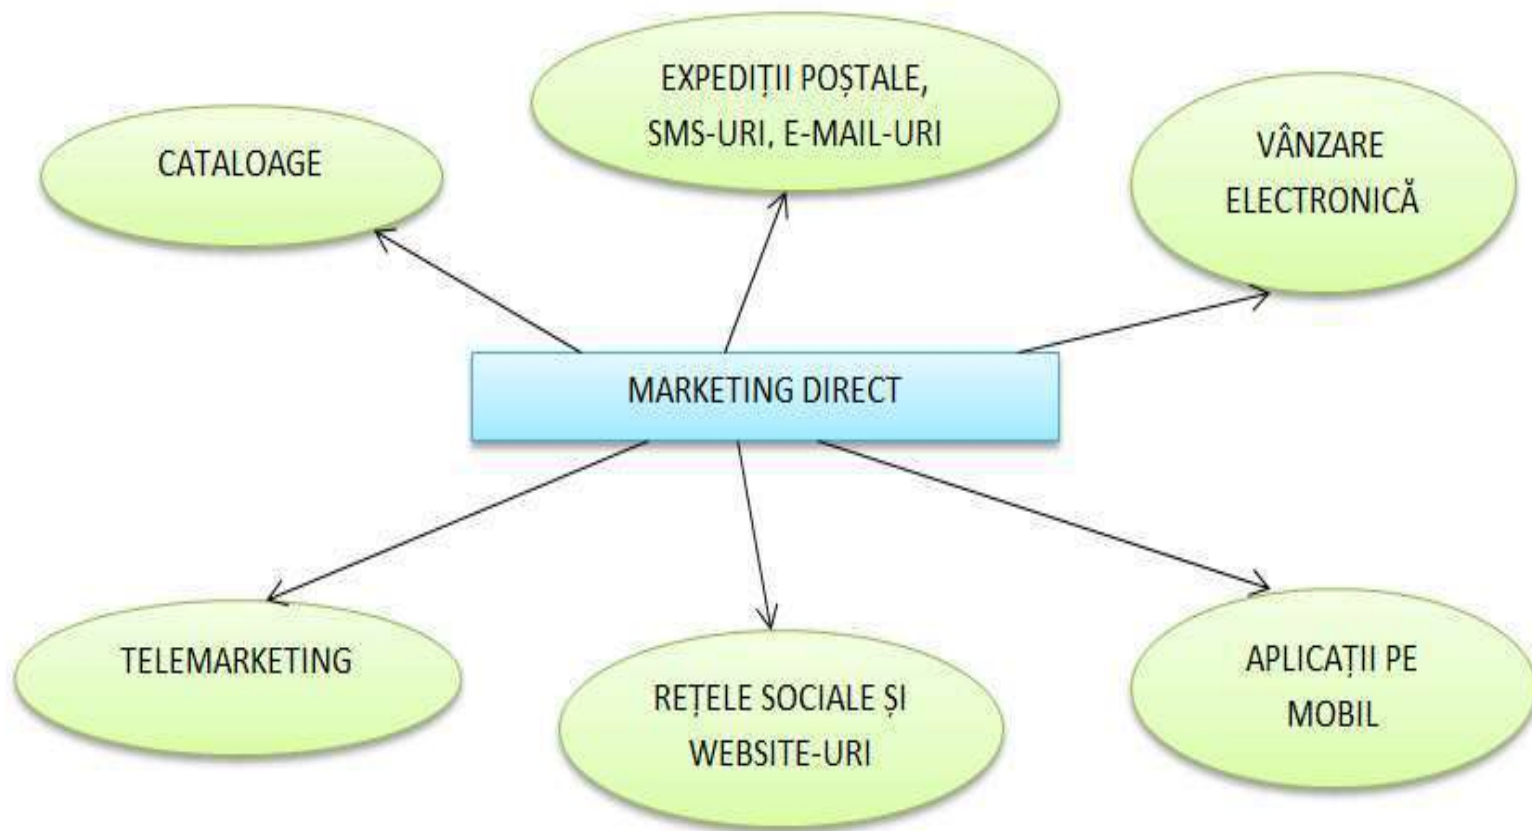 CATALOAGE
EXPEDIȚII POȘTALE,
SMS-URI, E-MAIL-URI
VÂNZARE
ELECTRONICĂ
MARKETING DIRECT
TELEMARKETING
REȚELE SOCIALE ȘI
WEBSITE-URI
APLICAȚII PE
MOBIL